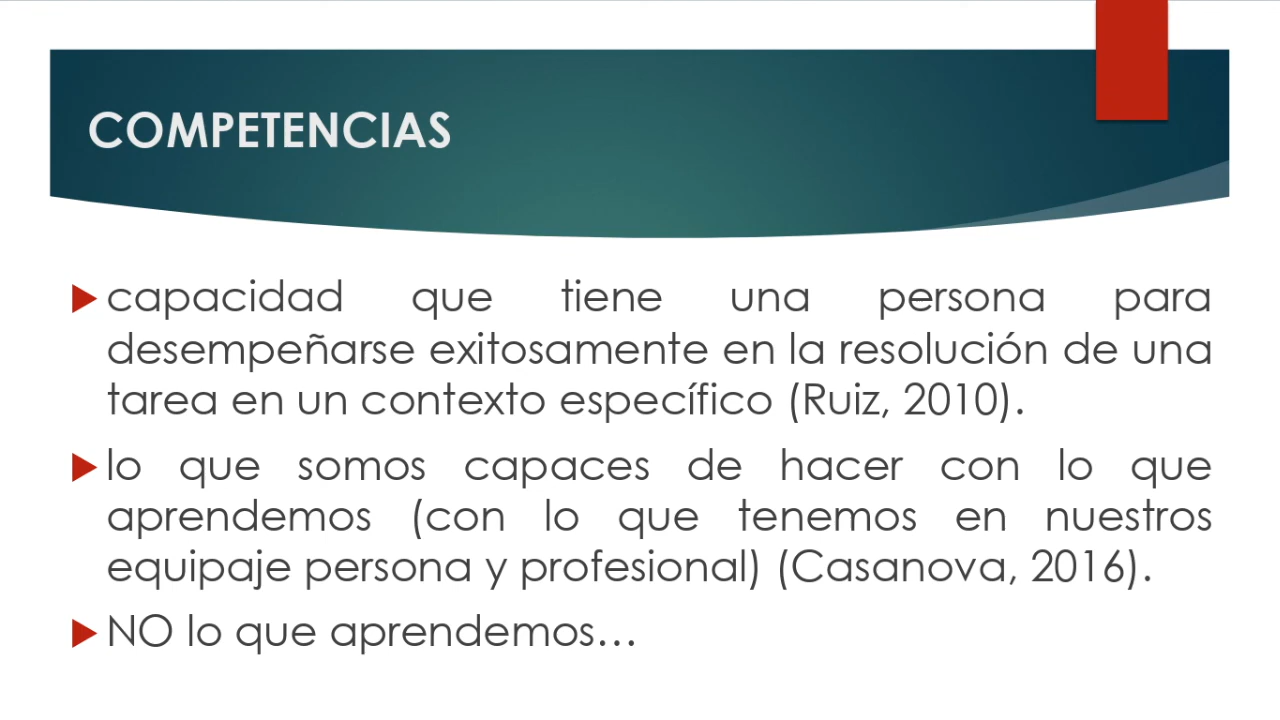 COMPETENCIAS
capacidad que tiene una persona para
desempeñarse exitosamente en la resolución de una
tarea en un contexto específico (Ruiz, 2010).
lo que somos capaces de hacer con lo que
aprendemos (con lo que tenemos en nuestros
equipaje persona y profesional) (Casanova, 2016).
NO lo que aprendemos…